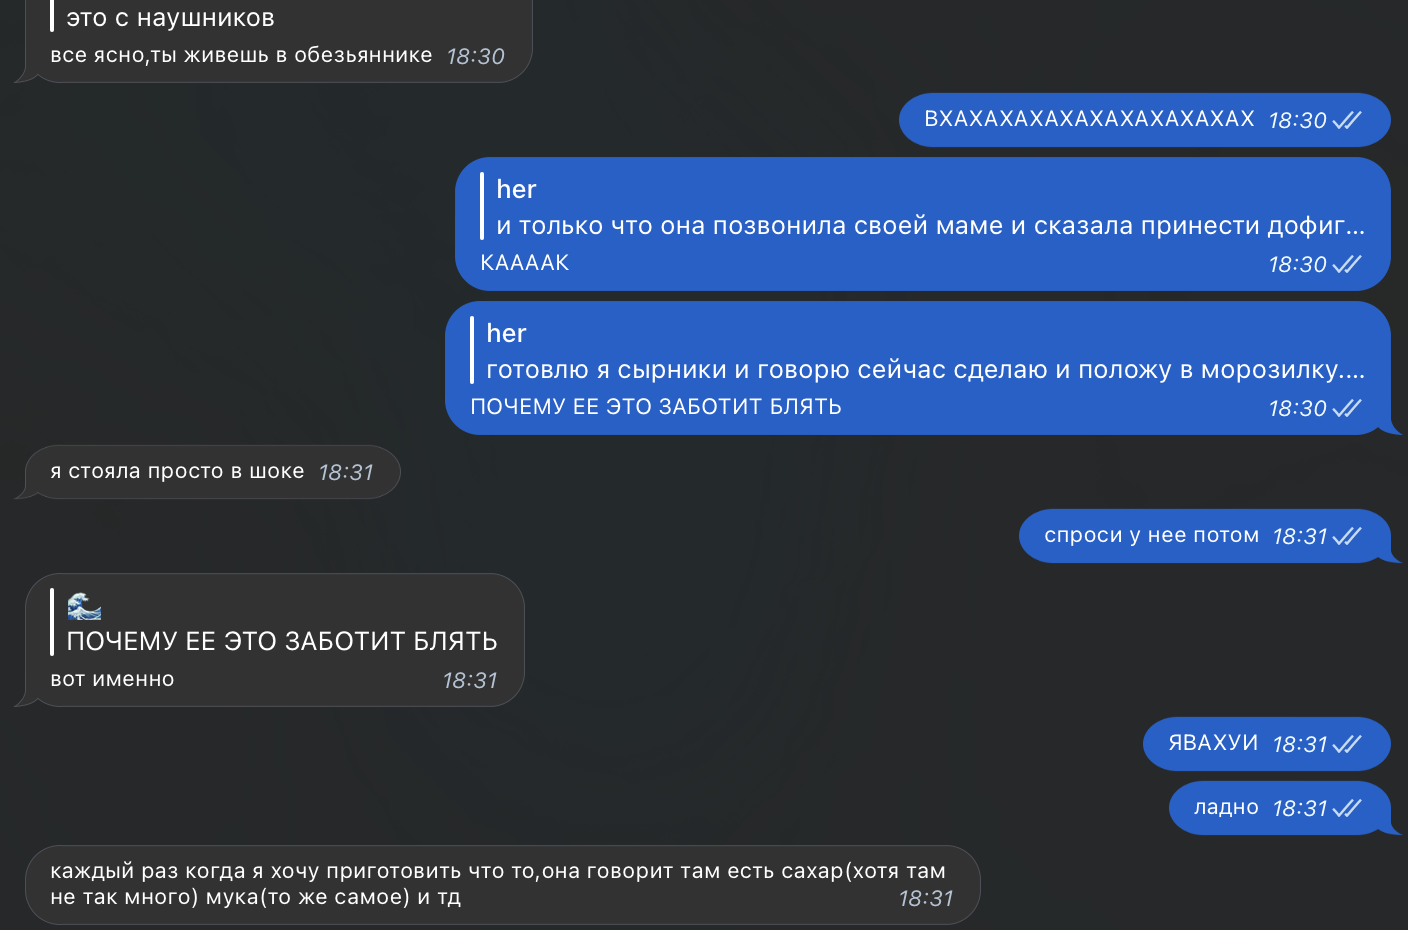 это с наушников
все ясно,ты живешь в обезьяннике 18:30
ВХАХАХАХАХАХАХАХАХАХАХ 18:30
her
и только что она позвонила своей маме и сказала принести дофиг...
КААААК 18:30
her
готовлю я сырники и говорю сейчас сделаю и положу в морозилку....
ПОЧЕМУ ЕЕ ЭТО ЗАБОТИТ БЛЯТЬ 18:30
я стояла просто в шоке 18:31
спроси у нее потом 18:31
🌊
ПОЧЕМУ ЕЕ ЭТО ЗАБОТИТ БЛЯТЬ
вот именно 18:31
ЯВАХУИ 18:31
ладно 18:31
каждый раз когда я хочу приготовить что то,она говорит там есть сахар(хотя там
не так много) мука(то же самое) и тд 18:31